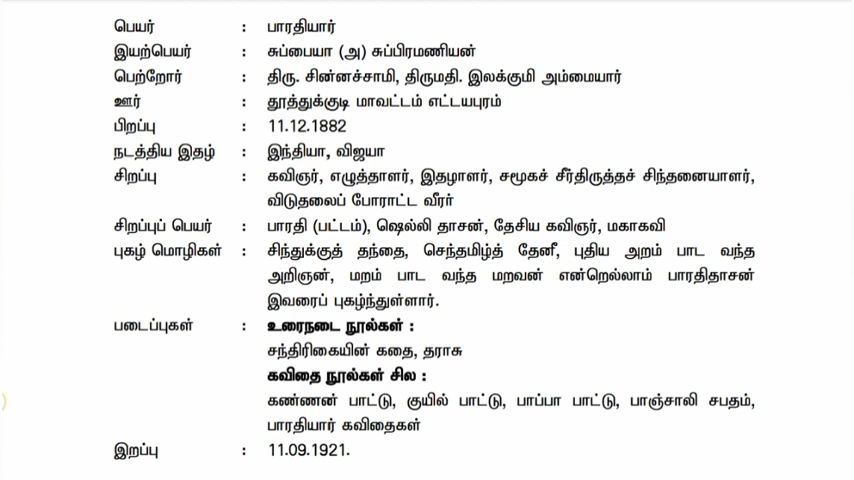 பெயர் : பாரதியார்
இயற்பெயர் : சுப்பையா (அ) சுப்பிரமணியன்
பெற்றோர் : திரு. சின்னச்சாமி, திருமதி. இலக்குமி அம்மையார்
ஊர் : தூத்துக்குடி மாவட்டம் எட்டயபுரம்
பிறப்பு : 11.12.1882
நடத்திய இதழ் : இந்தியா, விஜயா
சிறப்பு : கவிஞர், எழுத்தாளர், இதழாளர், சமூகச் சீர்திருத்தச் சிந்தனையாளர்,
விடுதலைப் போராட்ட வீரர்
சிறப்புப் பெயர் : பாரதி (பட்டம்), ஷெல்லி தாசன், தேசிய கவிஞர், மகாகவி
புகழ் மொழிகள் : சிந்துக்குத் தந்தை, செந்தமிழ்த் தேனீ, புதிய அறம் பாட வந்த
அறிஞன், மறம் பாட வந்த மறவன் என்றெல்லாம் பாரதிதாசன்
இவரைப் புகழ்ந்துள்ளார்.
படைப்புகள் : உரைநடை நூல்கள் :
சந்திரிகையின் கதை, தராசு
கவிதை நூல்கள் சில :
கண்ணன் பாட்டு, குயில் பாட்டு, பாப்பா பாட்டு, பாஞ்சாலி சபதம்,
பாரதியார் கவிதைகள்
இறப்பு : 11.09.1921.